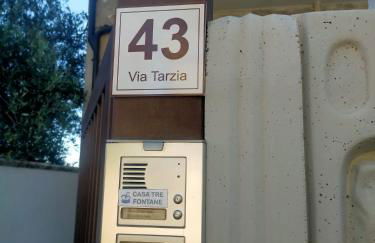 43
Via Tarzia
CASA TRE
FONTANE